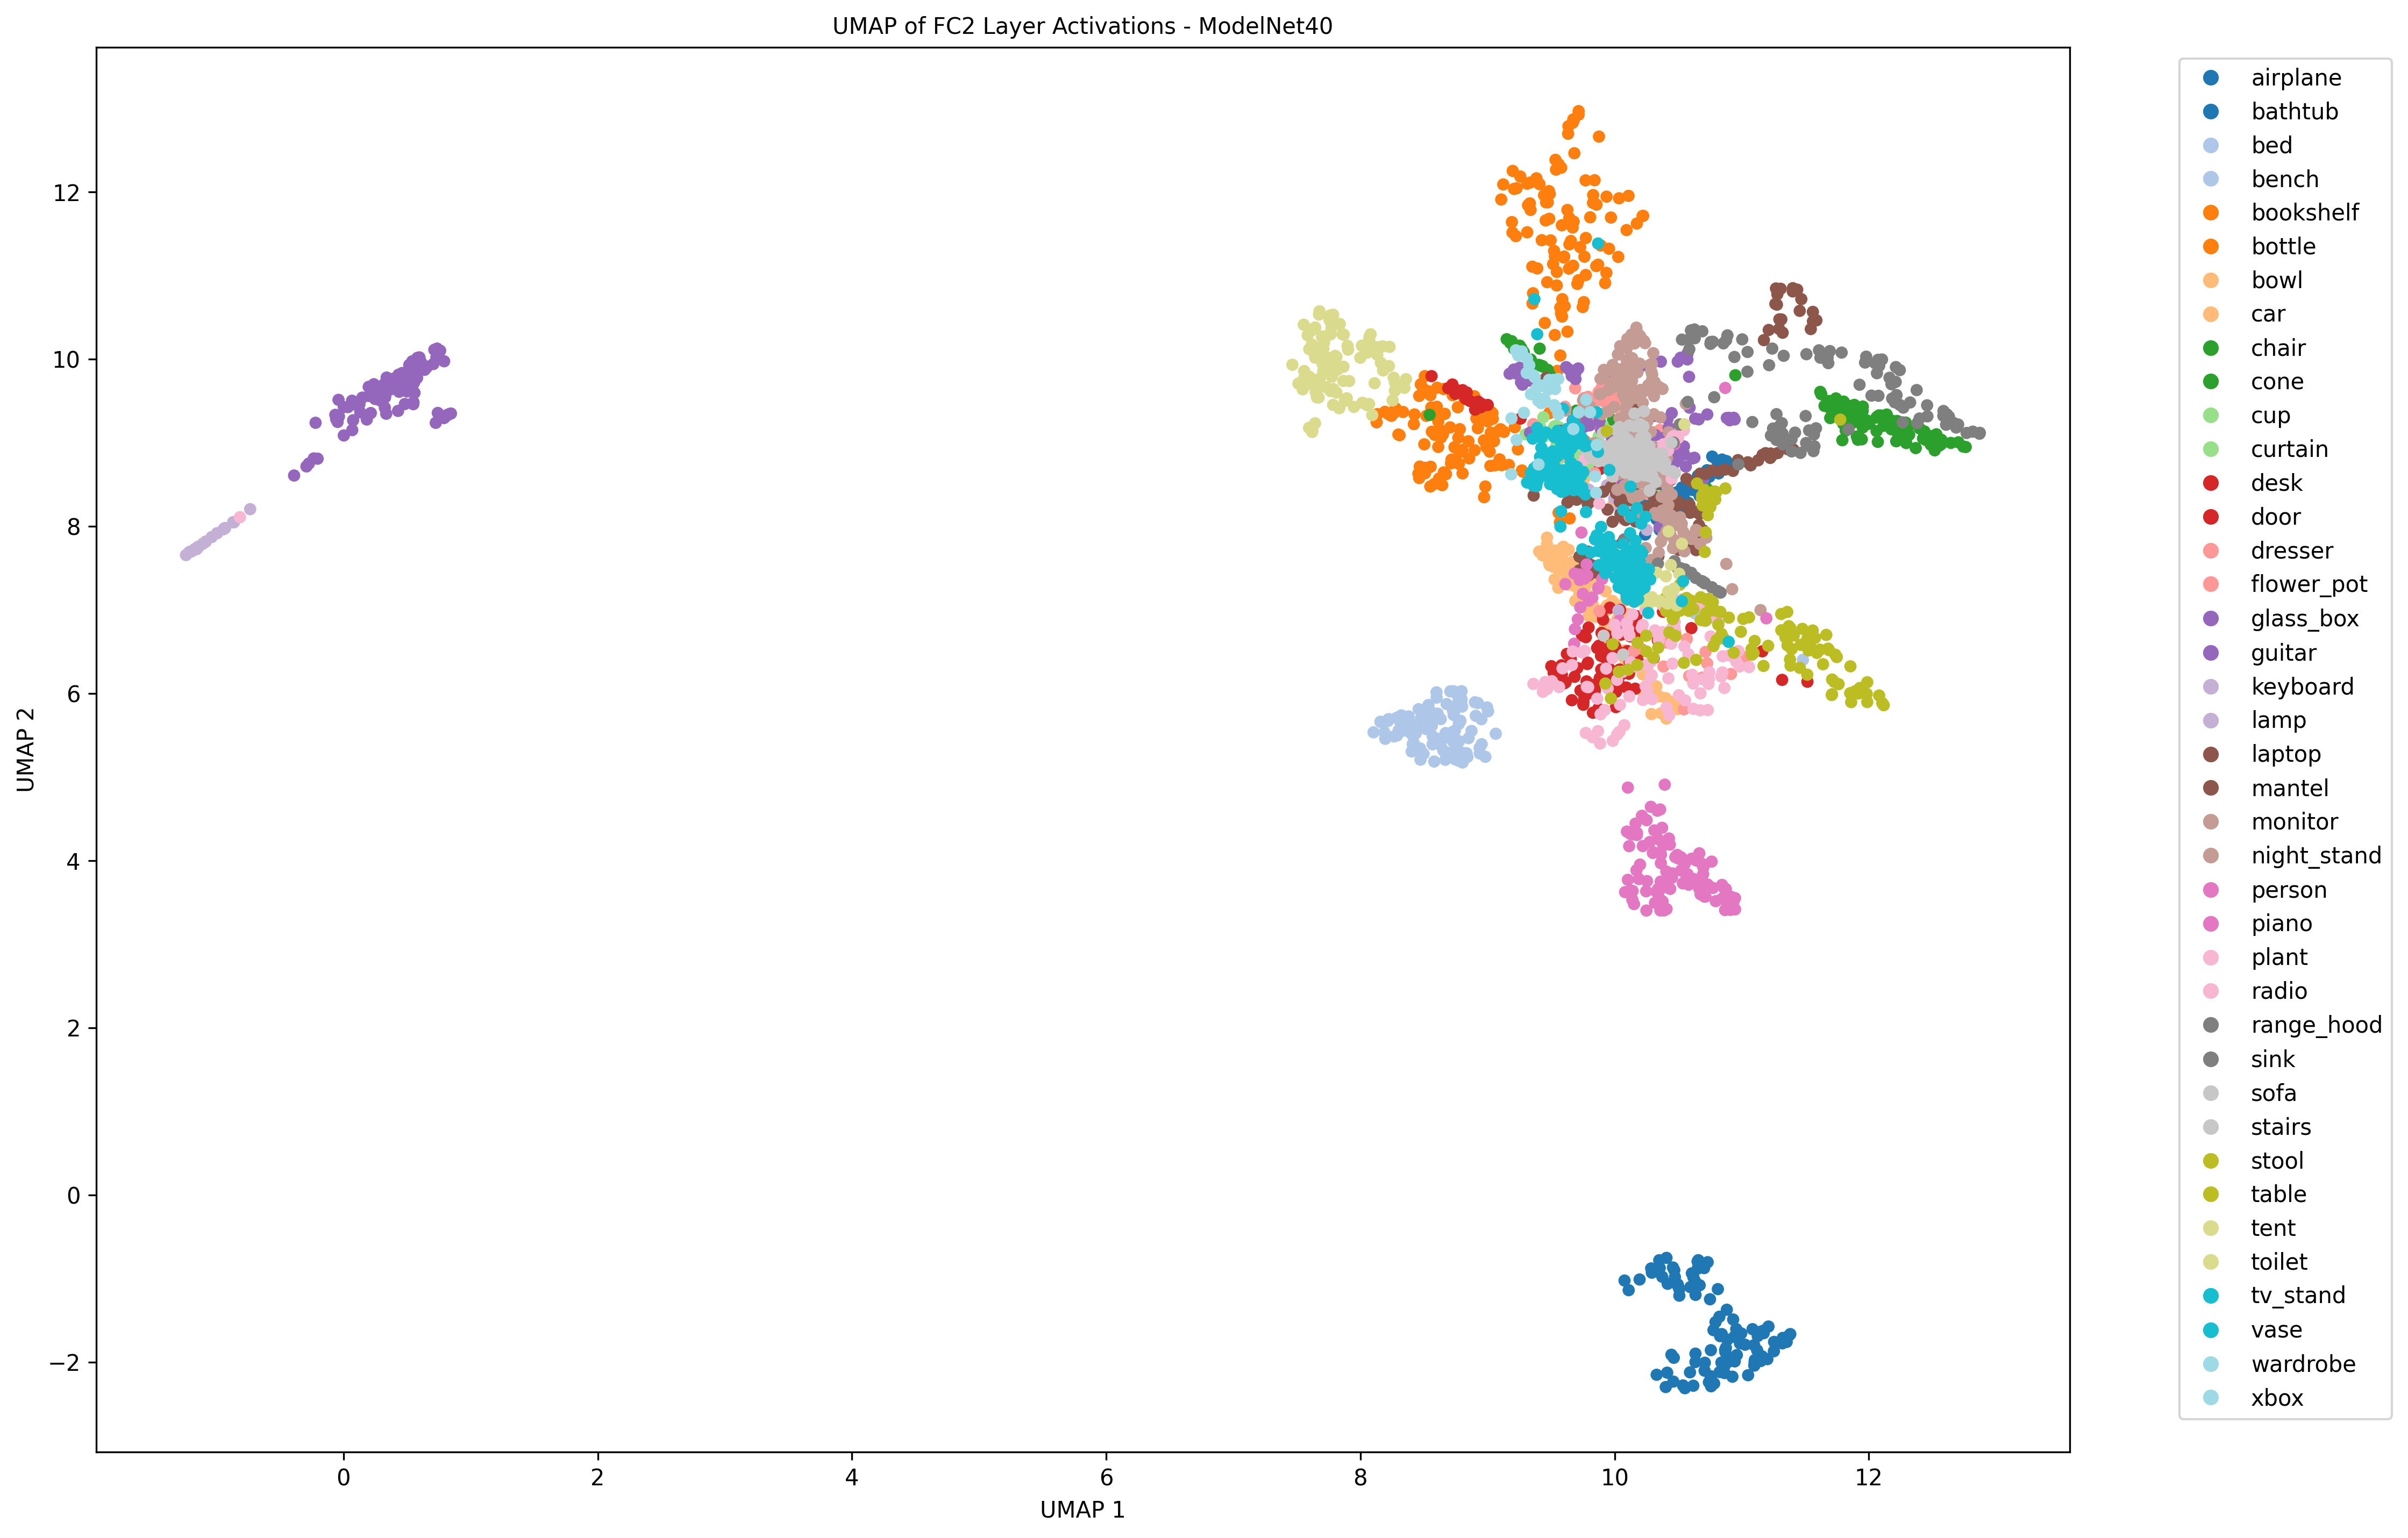 UMAP of FC2 Layer Activations - ModelNet40
UMAP 2
12
10
8
6
4
2
0
−2
0
2
4
6
8
10
12
UMAP 1
airplane
bathtub
bed
bench
bookshelf
bottle
bowl
car
chair
cone
cup
curtain
desk
door
dresser
flower_pot
glass_box
guitar
keyboard
lamp
laptop
mantel
monitor
night_stand
person
piano
plant
radio
range_hood
sink
sofa
stairs
stool
table
tent
toilet
tv_stand
vase
wardrobe
xbox